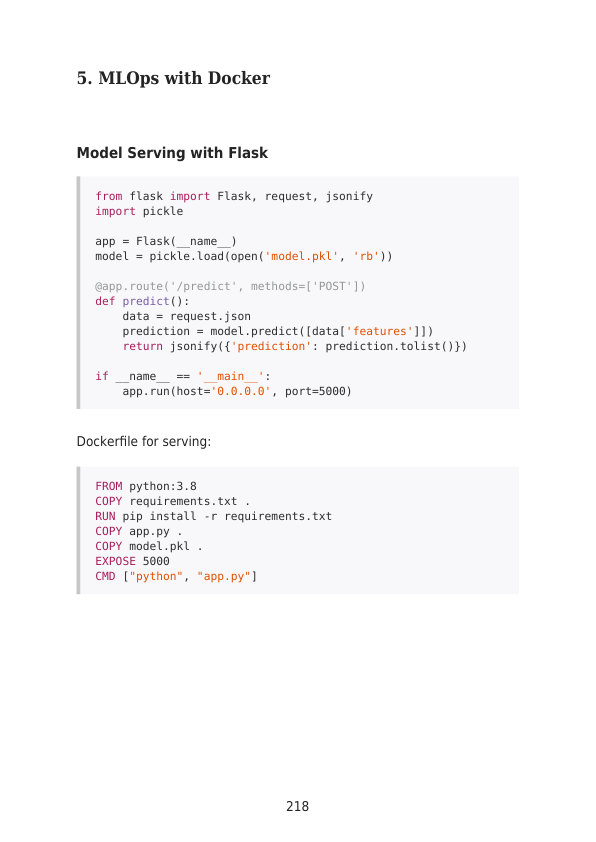 5. MLOps with Docker
Model Serving with Flask
from flask import Flask, request, jsonify
import pickle
app = Flask(__name__)
model = pickle.load(open('model.pkl', 'rb'))
@app.route('/predict', methods=['POST'])
def predict():
    data = request.json
    prediction = model.predict([data['features']])
    return jsonify({'prediction': prediction.tolist()})
if __name__ == '__main__':
    app.run(host='0.0.0.0', port=5000)
Dockerfile for serving:
FROM python:3.8
COPY requirements.txt .
RUN pip install -r requirements.txt
COPY app.py .
COPY model.pkl .
EXPOSE 5000
CMD ["python", "app.py"]
218